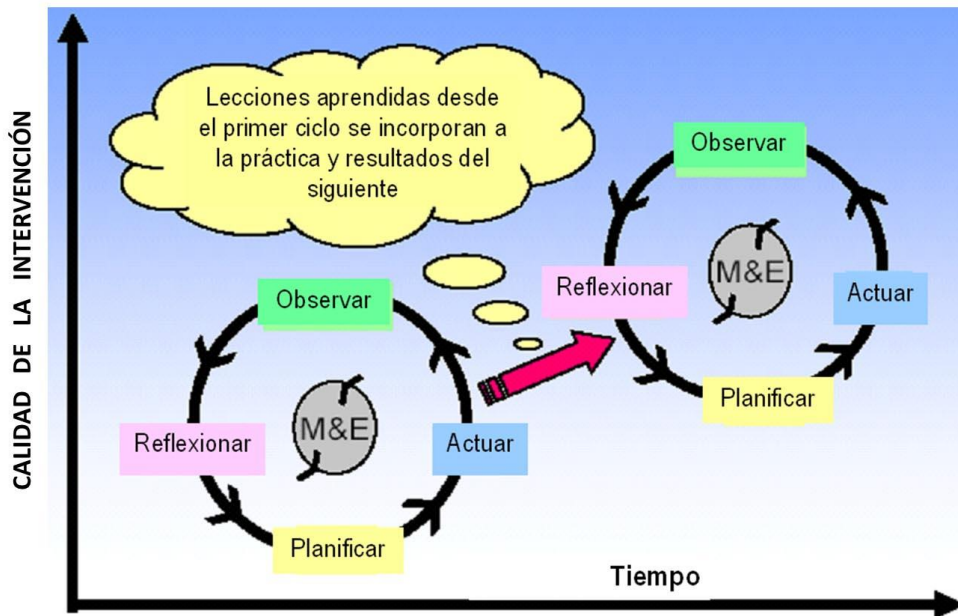 CALIDAD DE LA INTERVENCIÓN
Lecciones aprendidas desde
el primer ciclo se incorporan a
la práctica y resultados del
siguiente
Observar
Reflexionar
M&E
Actuar
Planificar
Observar
Reflexionar
M&E
Actuar
Planificar
Tiempo